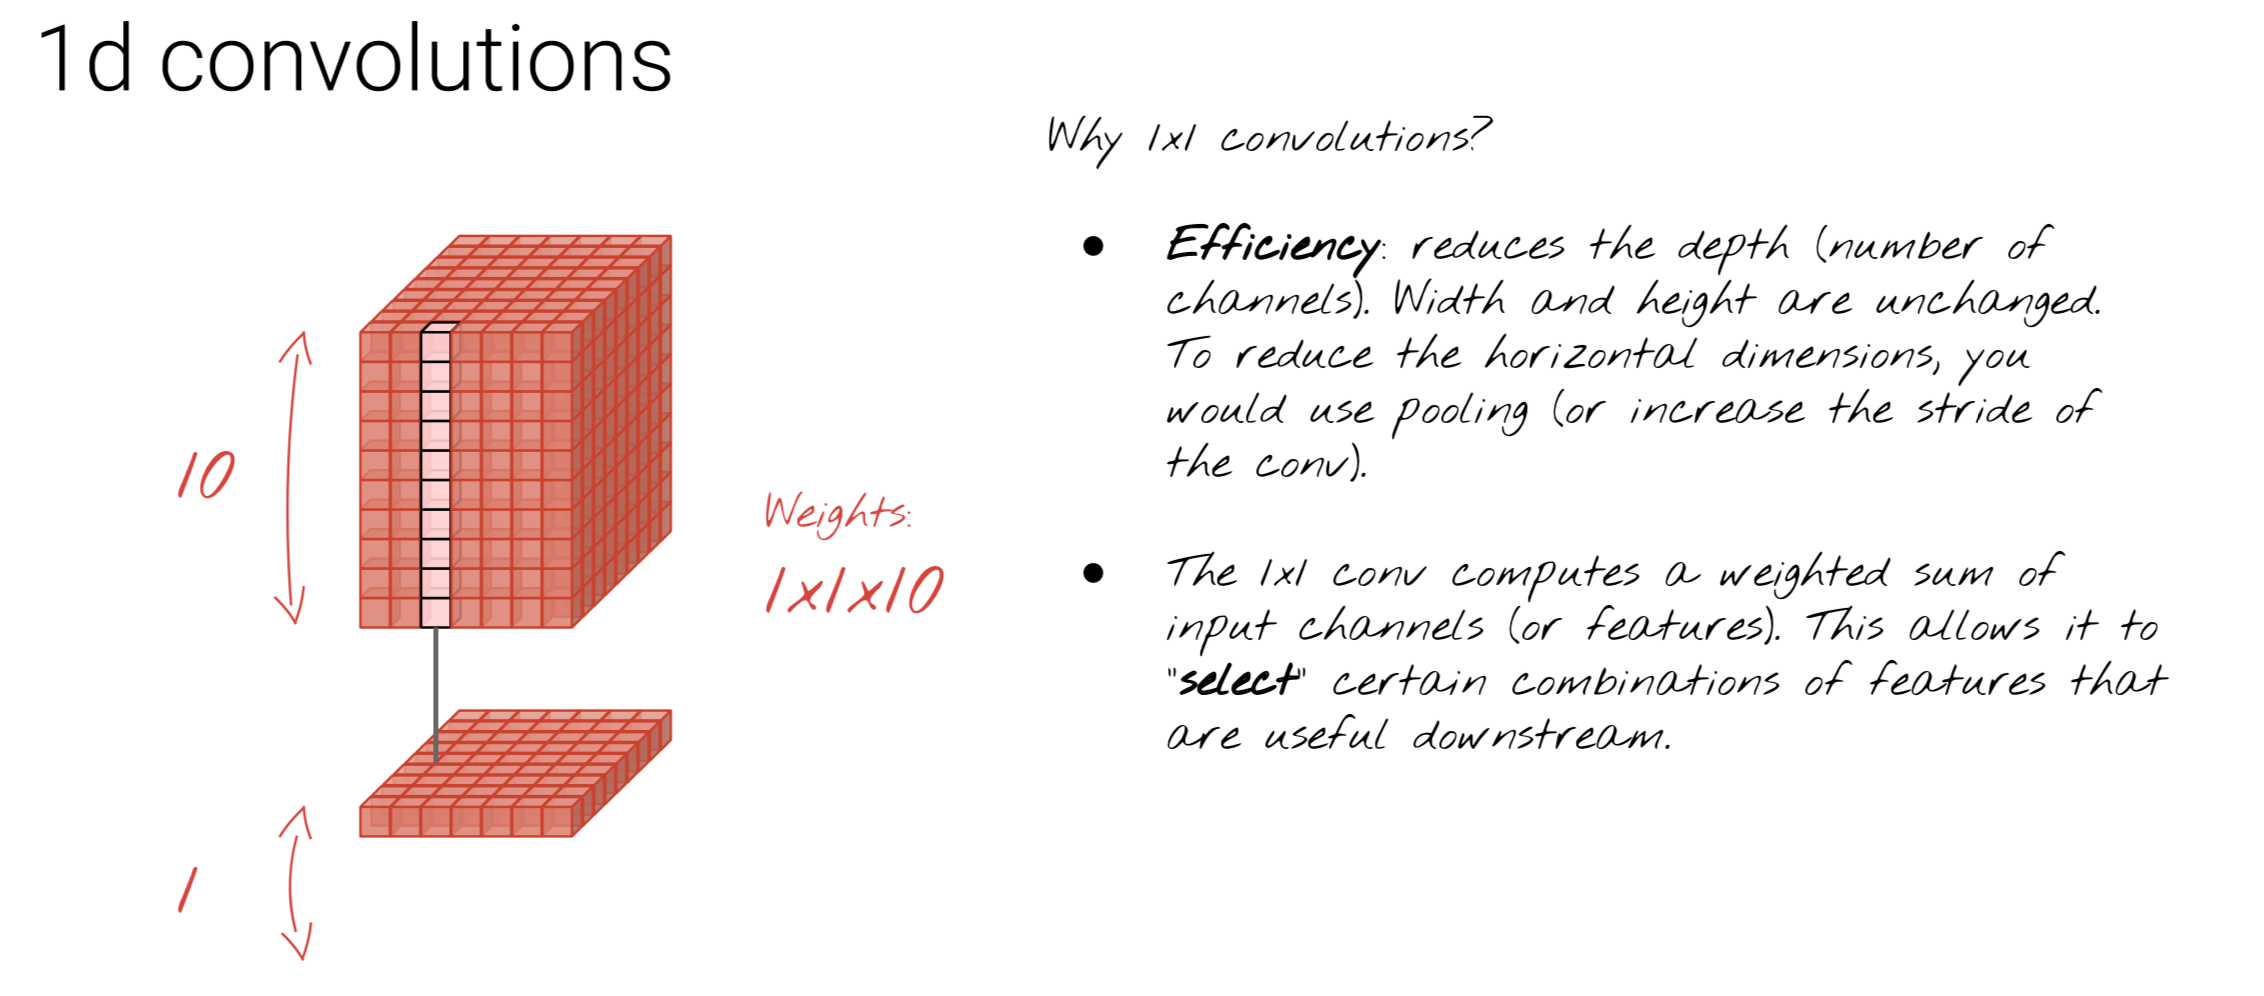 1d convolutions
Why 1x1 convolutions?
● Efficiency: reduces the depth (number of
channels). Width and height are unchanged.
To reduce the horizontal dimensions, you
would use pooling (or increase the stride of
the conv).
10
Weights:
1x1x10
● The 1x1 conv computes a weighted sum of
input channels (or features). This allows it to
"select" certain combinations of features that
are useful downstream.
1